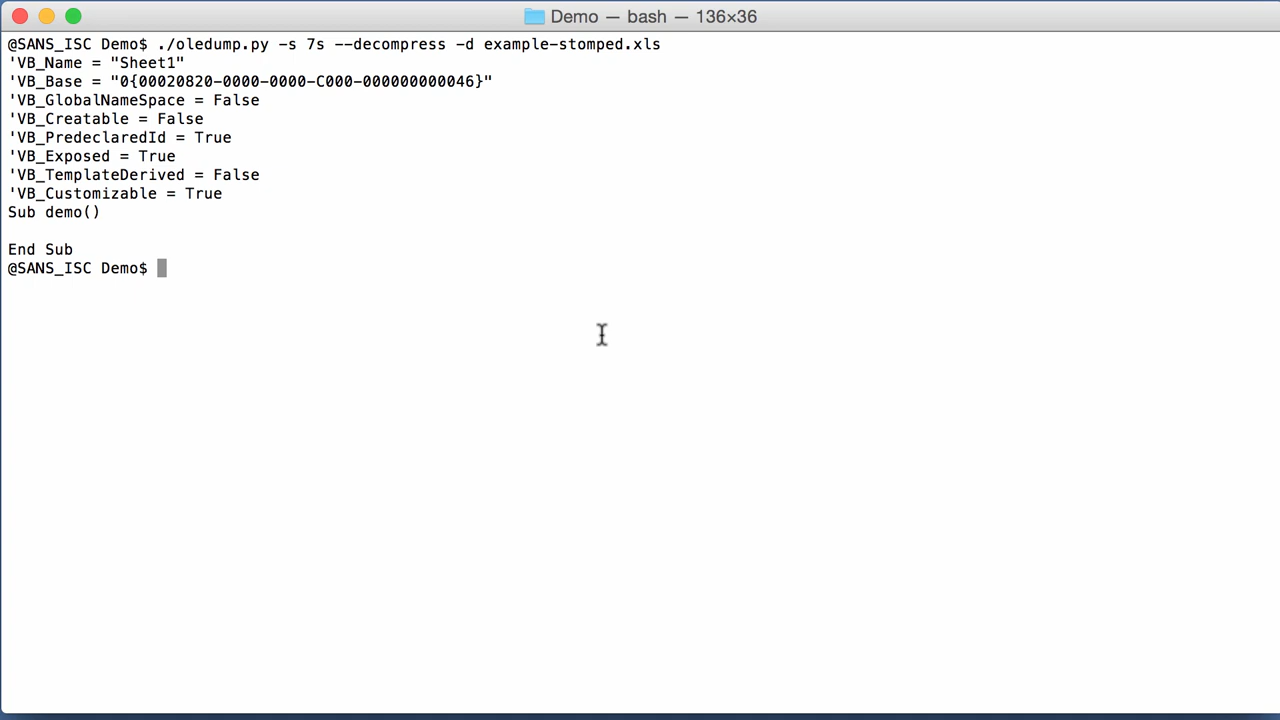 Demo — bash — 136×36
@SANS_ISC Demo$ ./oledump.py -s 7s --decompress -d example-stomped.xls
'VB_Name = "Sheet1"
'VB_Base = "0{00020820-0000-0000-C000-000000000046}"
'VB_GlobalNameSpace = False
'VB_Creatable = False
'VB_PredeclaredId = True
'VB_Exposed = True
'VB_TemplateDerived = False
'VB_Customizable = True
Sub demo()
End Sub
@SANS_ISC Demo$